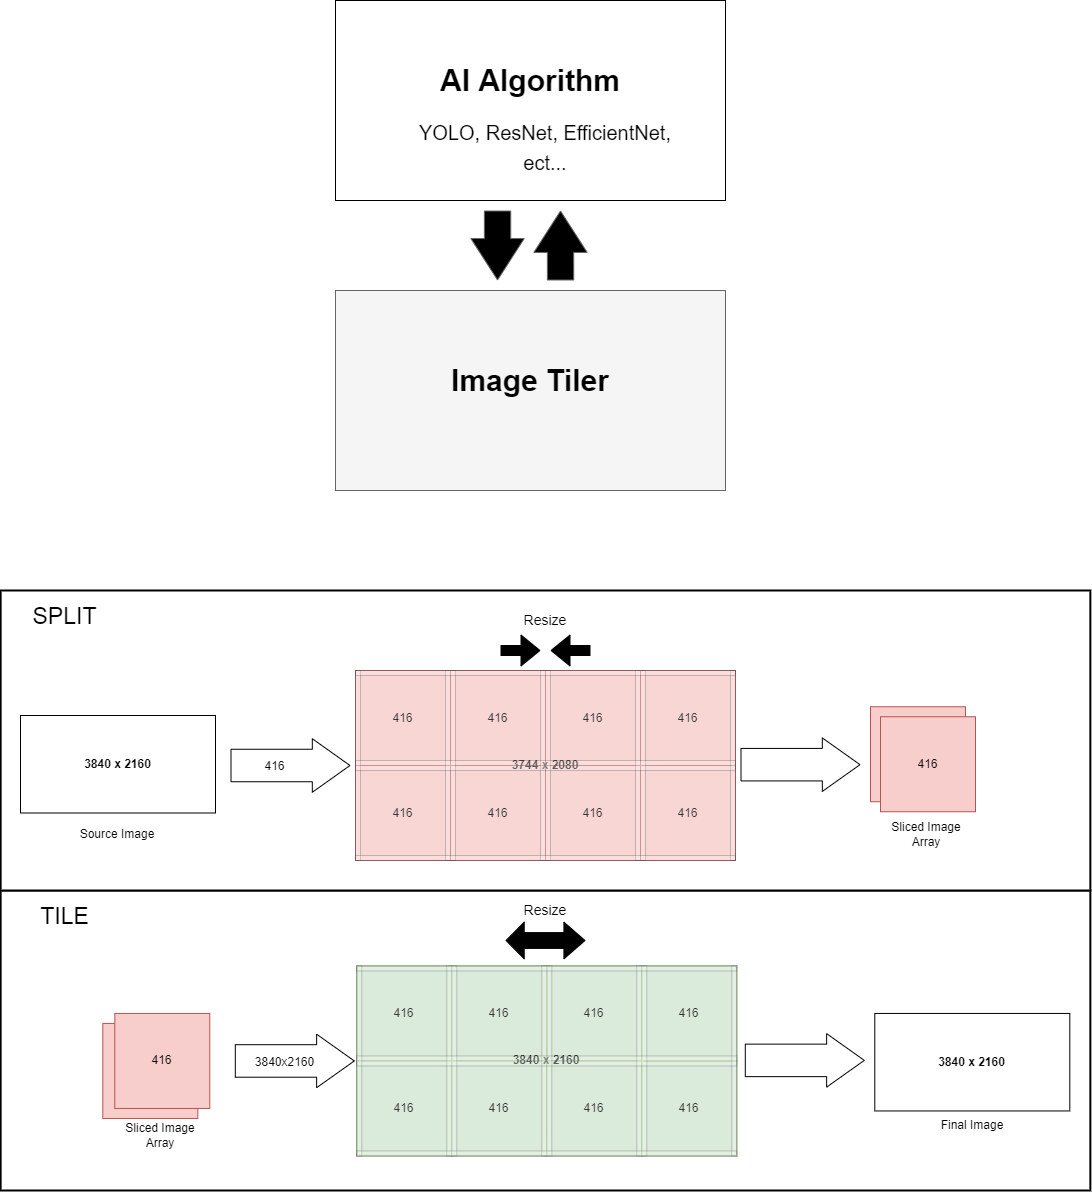 AI Algorithm
YOLO, ResNet, EfficientNet,
ect...
Image Tiler
SPLIT
Resize
3840 x 2160
Source Image
416
416 416 416 416
3744 x 2080
416 416 416 416
416
Sliced Image
Array
TILE
Resize
416
Sliced Image
Array
3840x2160
416 416 416 416
3840 x 2160
416 416 416 416
3840 x 2160
Final Image